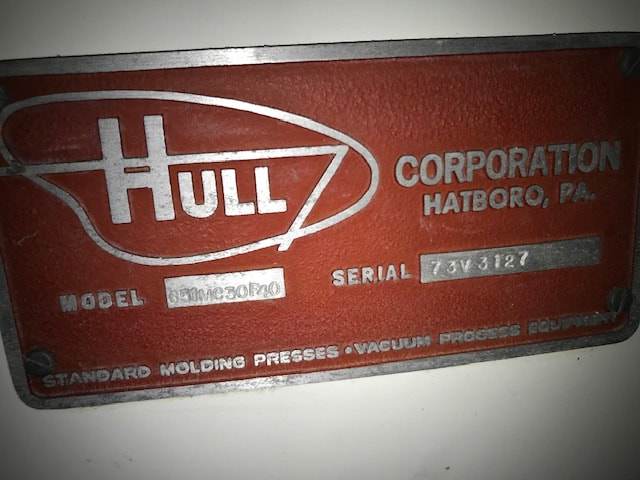 HULL
CORPORATION
HATBORO, PA.
MODEL
SERIAL 73V3127
STANDARD MOLDING PRESSES • VACUUM PROCESS EQUIPMENT